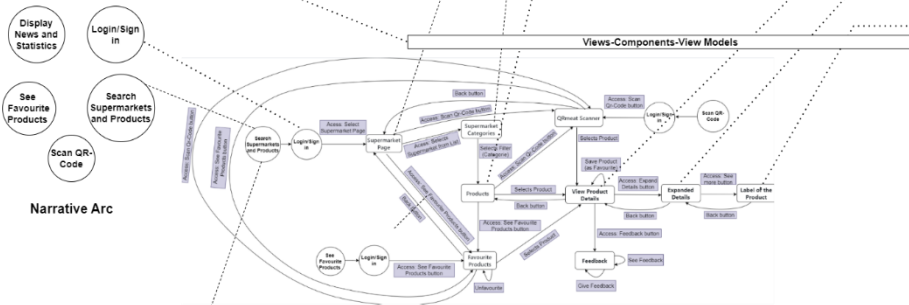 Display
News and
Statistics
Login/Sign
in
See
Favourite
Products
Search
Supermarkets
and Products
Scan QR-
Code
Narrative Arc
Views-Components-View Models
Back button
Access: Scan Qr-Code button
Access: Scan
Qr-Code button
Login/Sign
in
Scan QR-
Code
Access: Scan Qr-Code button
Access: See Favourite
Products button
Search
Supermarkets
and Products
Login/Sign
in
Access: Select
Supermarket Page
Supermarket
Page
Access: Selects
Supermarket from List
Supermarket
Categories
Scanner
Selects Filter
(Category)
Access: Scan Qr-Code button
Selects Product
Save Product
(as Favourite)
Products
Selects Product
Back button
View Product
Details
Access: Expand
Details button
Back button
Expanded
Details
Access: See
more button
Back button
Label of the
Product
Back button
Access: See Favourite Products button
Access: See Favourite
Products button
Selects Product
Access: Feedback button
See
Favourite
Products
Login/Sign
in
Access: See Favourite
Products button
Favourite
Products
Unfavourite
Feedback
See Feedback
Give Feedback